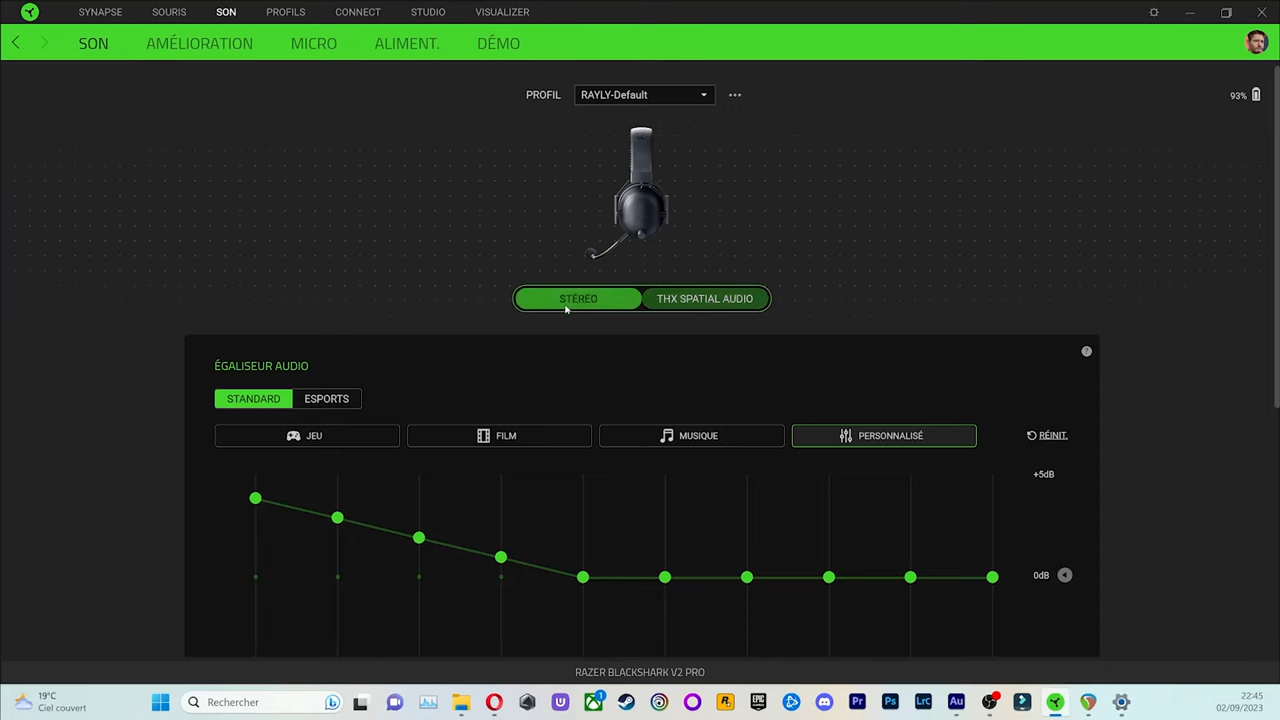 SYNAPSE SOURIS SON PROFILS CONNECT STUDIO VISUALIZER
SON AMÉLIORATION MICRO ALIMENT. DÉMO
PROFIL RAYLY-Default 93%
STÉRÉO THX SPATIAL AUDIO
ÉGALISEUR AUDIO
STANDARD ESPORTS
JEU FILM MUSIQUE PERSONNALISÉ RÉINIT.
+5dB
0dB
RAZER BLACKSHARK V2 PRO
19°C
Ciel couvert
Rechercher
22:45
02/09/2023